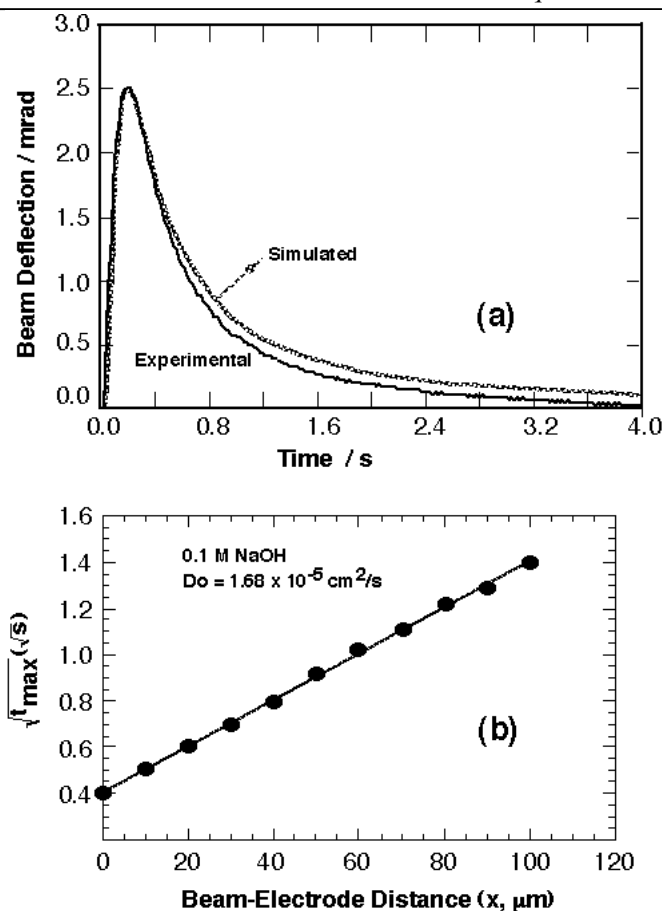 3.0
2.5
2.0
1.5
1.0
0.5
0.0
Beam Deflection / mrad
Simulated
Experimental
(a)
0.0 0.8 1.6 2.4 3.2 4.0
Time / s
1.6
1.4
1.2
1.0
0.8
0.6
0.4
√tmax(√s)
0.1 M NaOH
Do = 1.68 x 10⁻⁵ cm²/s
(b)
0 20 40 60 80 100 120
Beam-Electrode Distance (x, μm)